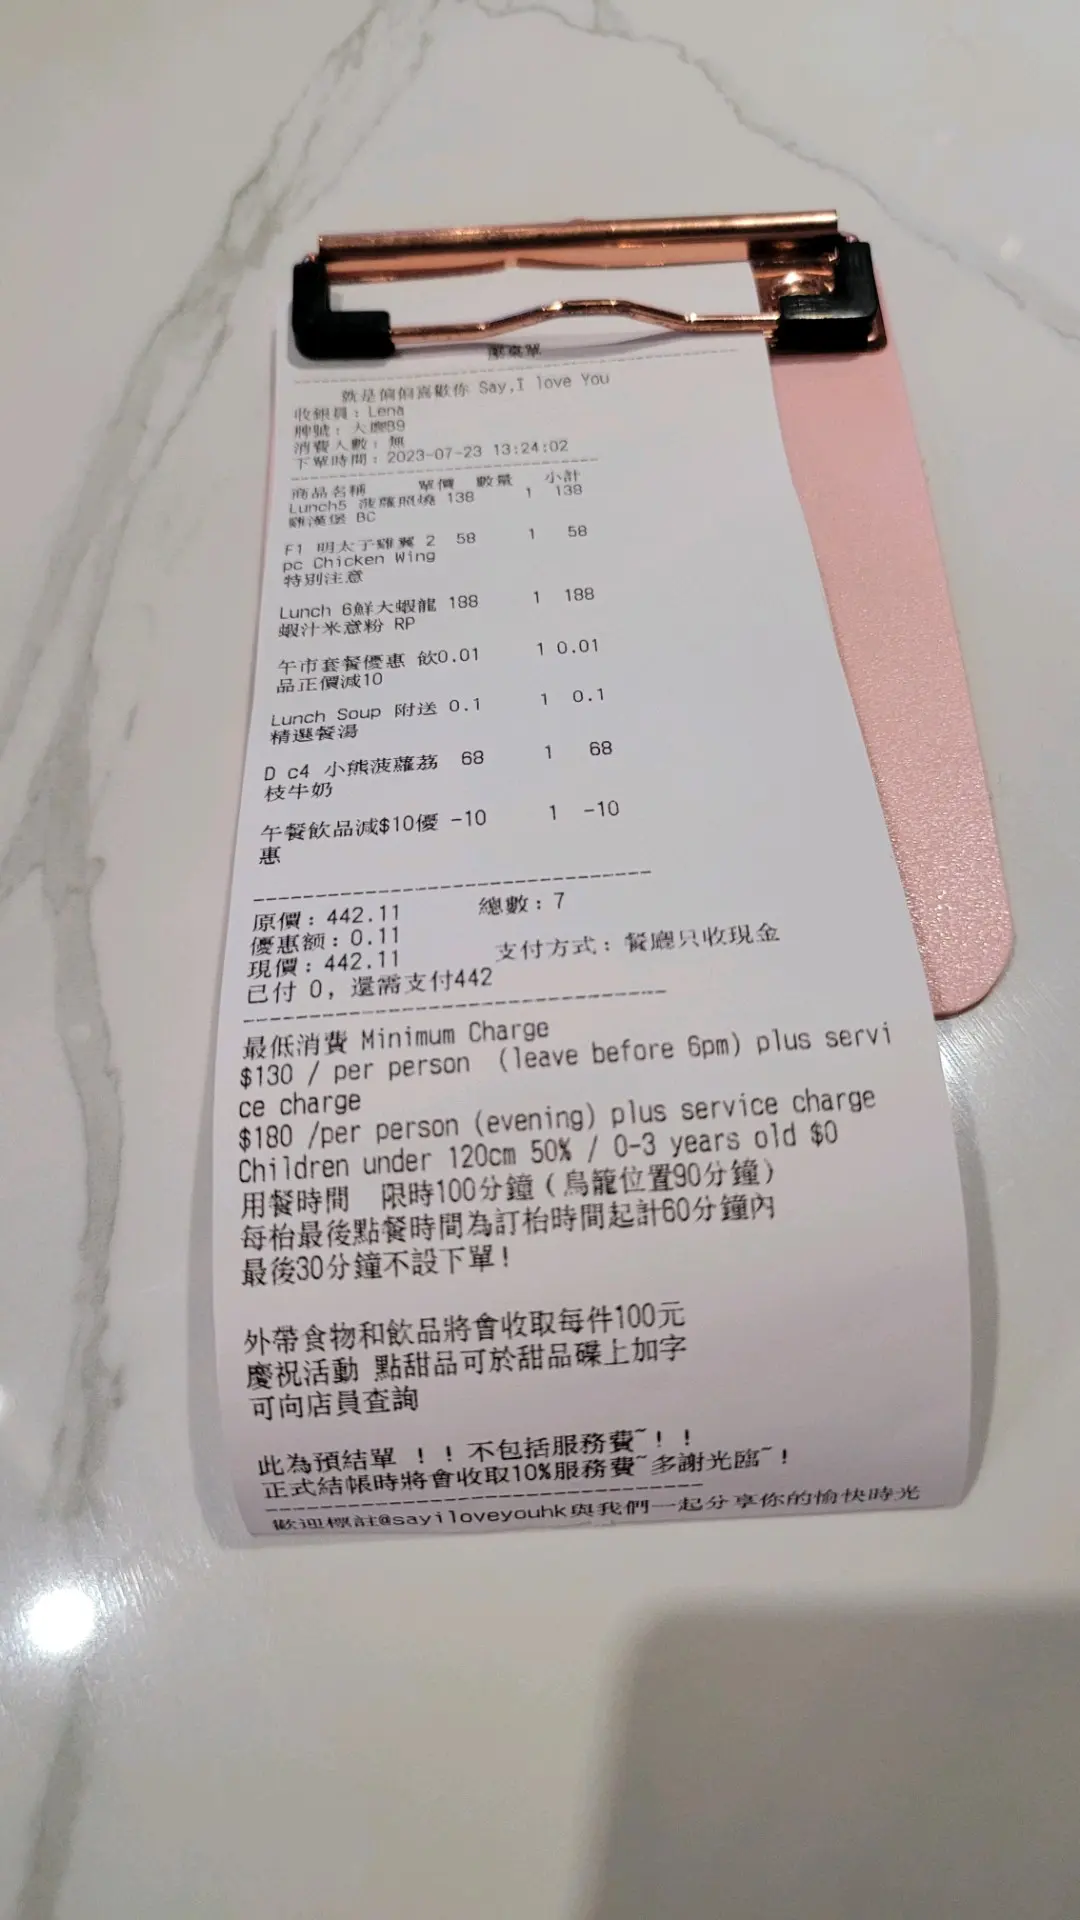 就是偏偏喜歡你 Say,I love You
收銀員：Lena
牌號：大廳B9
消費人數：無
下單時間：2023-07-23 13:24:02
商品名稱 單價 數量 小計
Lunch5 菠蘿照燒 138 1 138
雞漢堡 BC
F1 明太子雞翼 2 58 1 58
pc Chicken Wing
特別注意
Lunch 6鮮大蝦龍 188 1 188
蝦汁米意粉 RP
午市套餐優惠 飲0.01 1 0.01
品正價減10
Lunch Soup 附送 0.1 1 0.1
精選餐湯
D c4 小熊菠蘿荔 68 1 68
枝牛奶
午餐飲品減$10優 -10 1 -10
惠
原價：442.11 總數：7
優惠额：0.11
現價：442.11 支付方式：餐廳只收現金
已付 0，還需支付442
最低消費 Minimum Charge
$130 / per person (leave before 6pm) plus servi
ce charge
$180 /per person (evening) plus service charge
Children under 120cm 50% / 0-3 years old $0
用餐時間 限時100分鐘（鳥籠位置90分鐘）
每枱最後點餐時間為訂枱時間起計60分鐘內
最後30分鐘不設下單！
外帶食物和飲品將會收取每件100元
慶祝活動 點甜品可於甜品碟上加字
可向店員查詢
此為預結單 ！！不包括服務費~！！
正式結帳時將會收取10%服務費~多謝光臨~！
歡迎標註@sayiloveyouhk與我們一起分享你的愉快時光